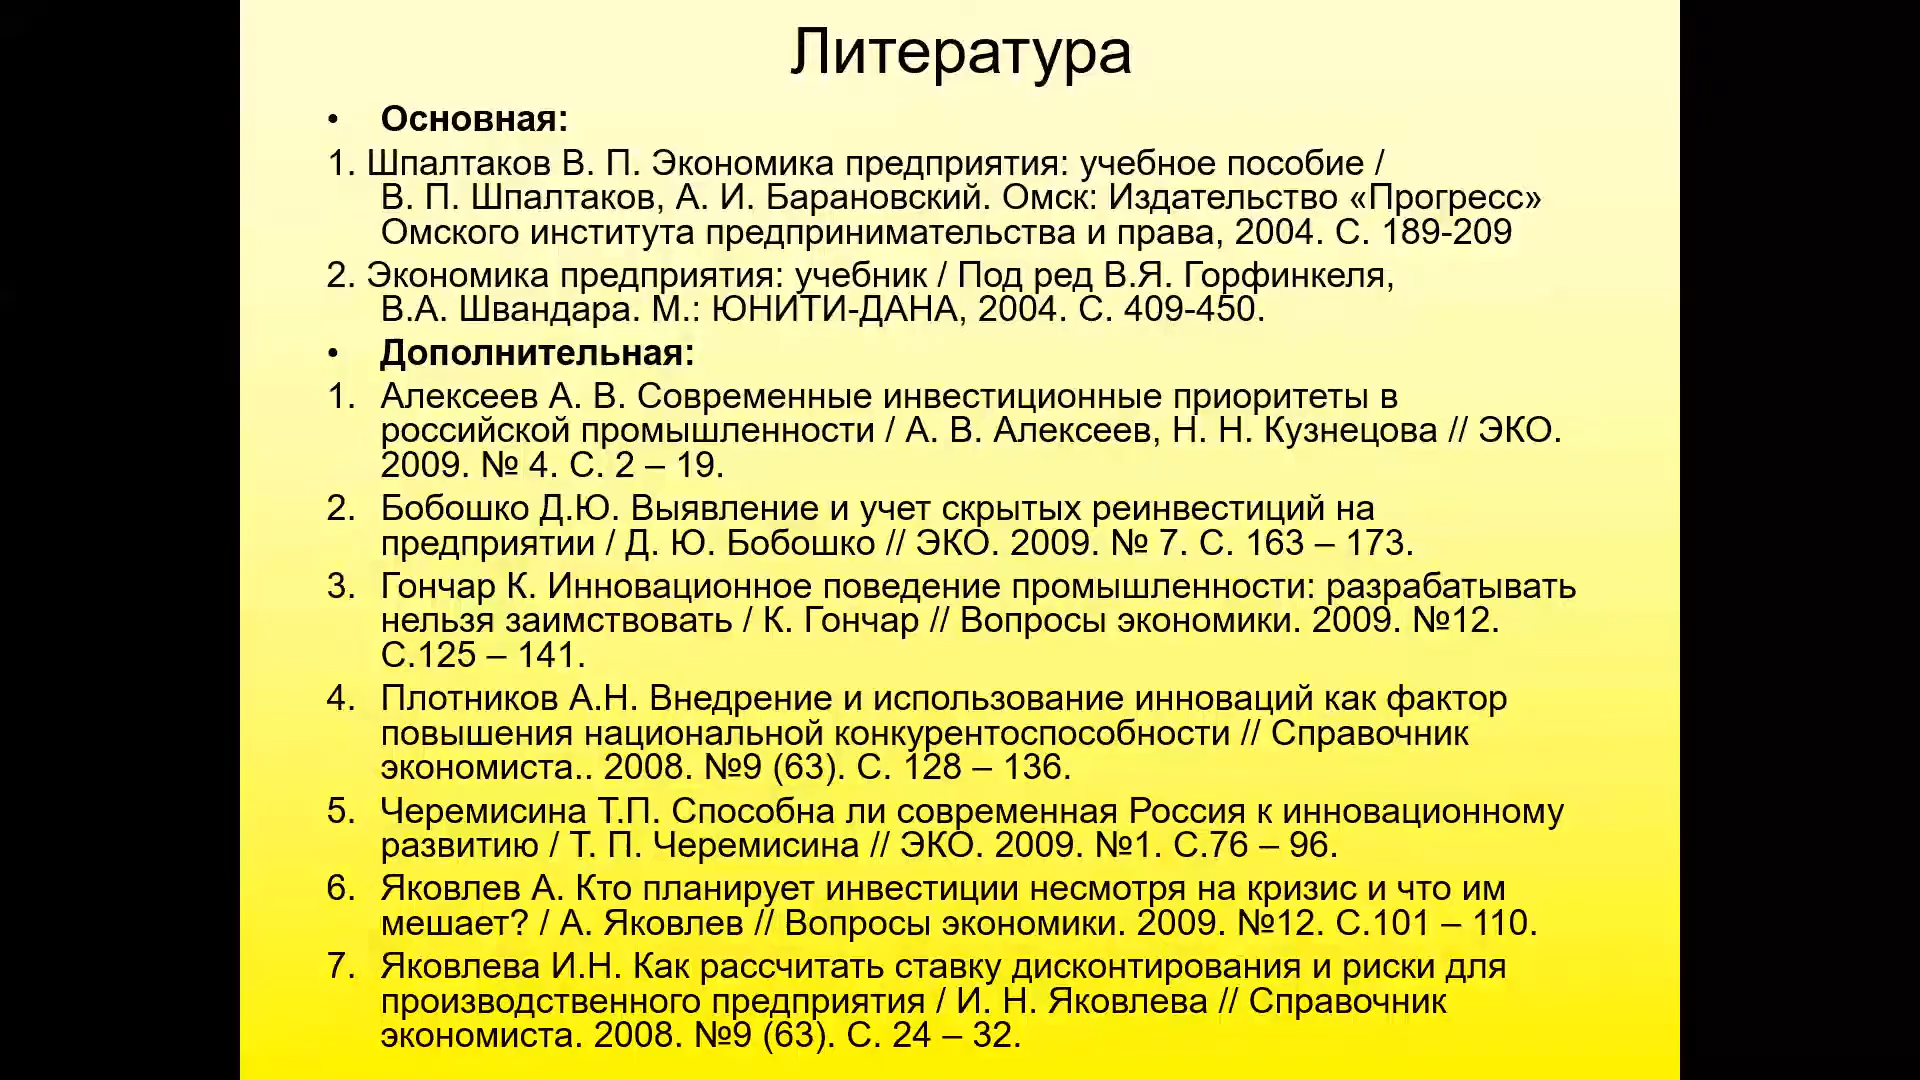 Литература
• Основная:
1. Шпалтаков В. П. Экономика предприятия: учебное пособие /
В. П. Шпалтаков, А. И. Барановский. Омск: Издательство «Прогресс»
Омского института предпринимательства и права, 2004. С. 189-209
2. Экономика предприятия: учебник / Под ред В.Я. Горфинкеля,
В.А. Швандара. М.: ЮНИТИ-ДАНА, 2004. С. 409-450.
• Дополнительная:
1. Алексеев А. В. Современные инвестиционные приоритеты в
российской промышленности / А. В. Алексеев, Н. Н. Кузнецова // ЭКО.
2009. № 4. С. 2 – 19.
2. Бобошко Д.Ю. Выявление и учет скрытых реинвестиций на
предприятии / Д. Ю. Бобошко // ЭКО. 2009. № 7. С. 163 – 173.
3. Гончар К. Инновационное поведение промышленности: разрабатывать
нельзя заимствовать / К. Гончар // Вопросы экономики. 2009. №12.
С.125 – 141.
4. Плотников А.Н. Внедрение и использование инноваций как фактор
повышения национальной конкурентоспособности // Справочник
экономиста.. 2008. №9 (63). С. 128 – 136.
5. Черемисина Т.П. Способна ли современная Россия к инновационному
развитию / Т. П. Черемисина // ЭКО. 2009. №1. С.76 – 96.
6. Яковлев А. Кто планирует инвестиции несмотря на кризис и что им
мешает? / А. Яковлев // Вопросы экономики. 2009. №12. С.101 – 110.
7. Яковлева И.Н. Как рассчитать ставку дисконтирования и риски для
производственного предприятия / И. Н. Яковлева // Справочник
экономиста. 2008. №9 (63). С. 24 – 32.